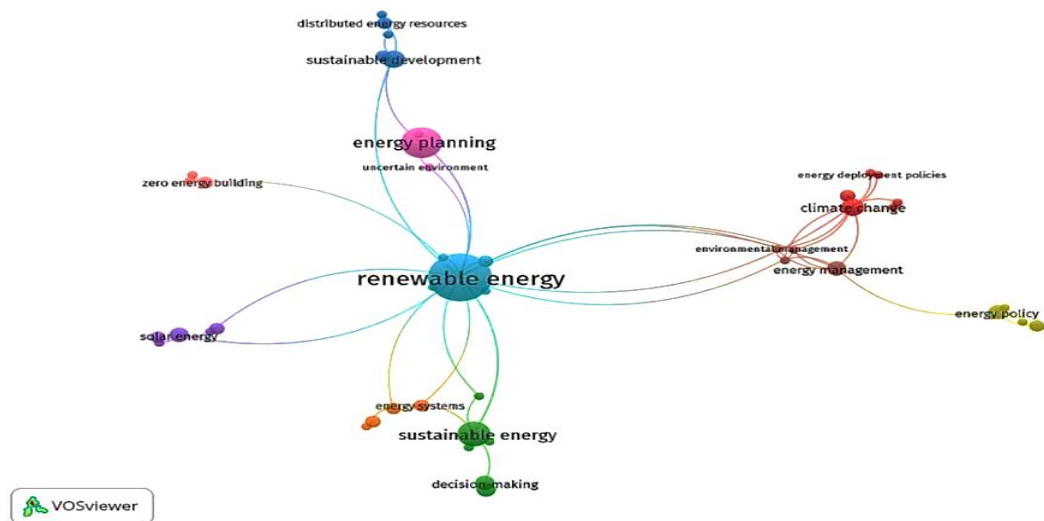 distributed energy resources
sustainable development
energy planning
uncertain environment
zero energy building
energy deployment policies
climate change
environmental management
energy management
renewable energy
energy policy
solar energy
energy systems
sustainable energy
decision making
VOSviewer